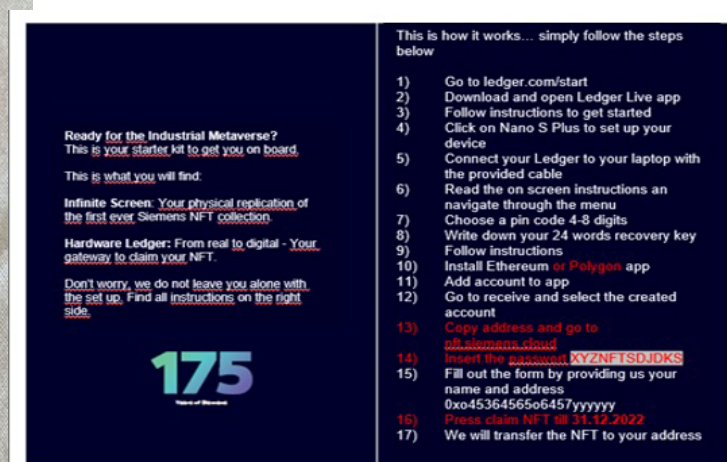 Ready for the Industrial Metaverse?
This is your starter kit to get you on board.
This is what you will find:
Infinite Screen: Your physical replication of
the first ever Siemens NFT collection.
Hardware Ledger: From real to digital - Your
gateway to claim your NFT.
Don't worry, we do not leave you alone with
the set up. Find all instructions on the right
side.
175
Years of Siemens
This is how it works... simply follow the steps
below
1) Go to ledger.com/start
2) Download and open Ledger Live app
3) Follow instructions to get started
4) Click on Nano S Plus to set up your
device
5) Connect your Ledger to your laptop with
the provided cable
6) Read the on screen instructions an
navigate through the menu
7) Choose a pin code 4-8 digits
8) Write down your 24 words recovery key
9) Follow instructions
10) Install Ethereum or Polygon app
11) Add account to app
12) Go to receive and select the created
account
13) Copy address and go to
nft.siemens.cloud
14) Insert the passwort XYZNFTSDJDKS
15) Fill out the form by providing us your
name and address
0xo45364565o6457yyyyyy
16) Press claim NFT till 31.12.2022
17) We will transfer the NFT to your address